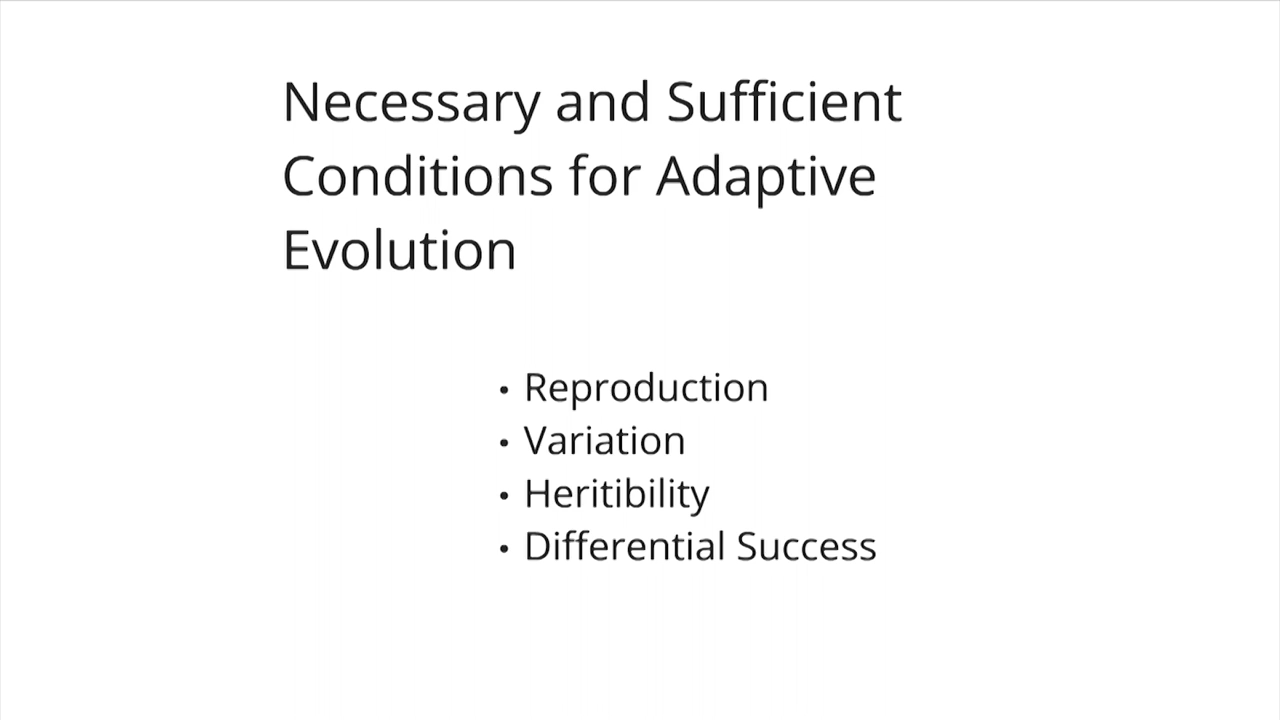 Necessary and Sufficient
Conditions for Adaptive
Evolution
• Reproduction
• Variation
• Heritibility
• Differential Success